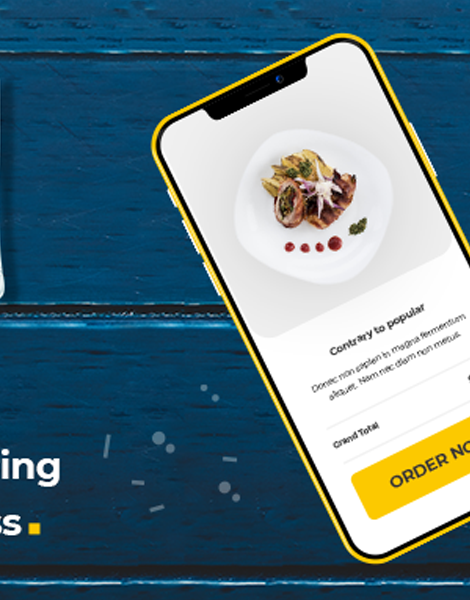 Contrary to popular
Donec non sapien in magna fermentum
aliquet. Nam nec diam non metus.
Grand Total
ORDER NO
ing
s.